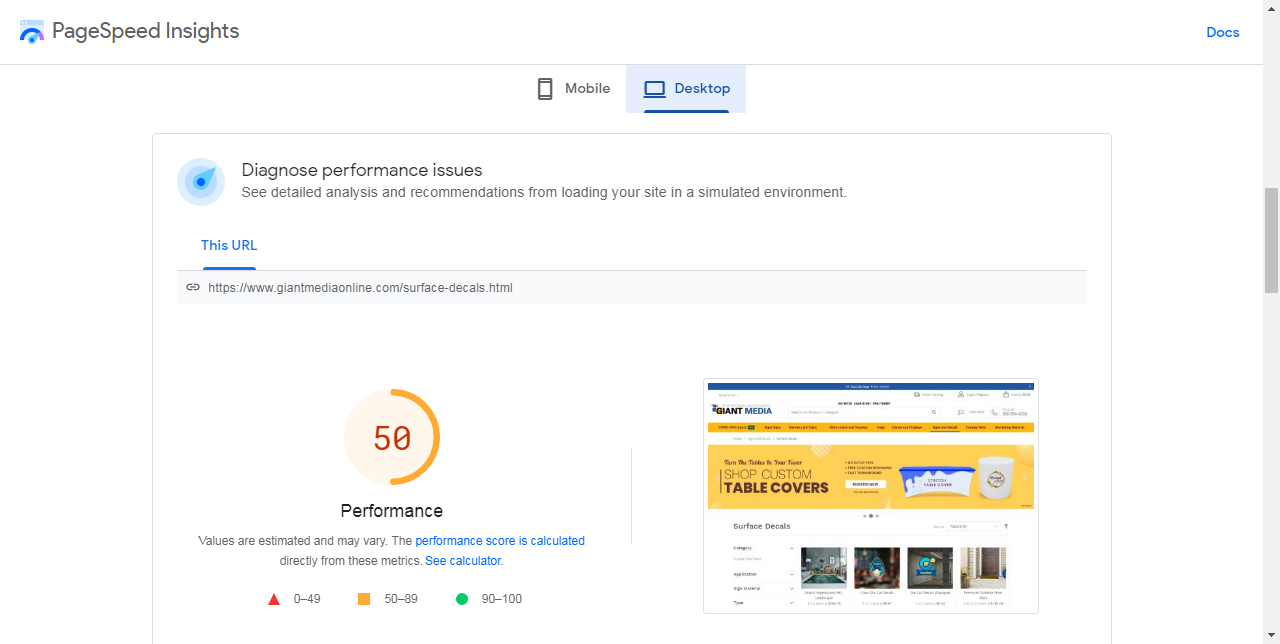 PageSpeed Insights
Docs
Mobile
Desktop
Diagnose performance issues
See detailed analysis and recommendations from loading your site in a simulated environment.
This URL
https://www.giantmediaonline.com/surface-decals.html
50
Performance
Values are estimated and may vary. The performance score is calculated
directly from these metrics. See calculator.
0–49
50–89
90–100
GIANT MEDIA
Turn The Tables In Your Favor
SHOP CUSTOM
TABLE COVERS
STRETCH
TABLE COVER
Surface Decals
Category
Application
Type